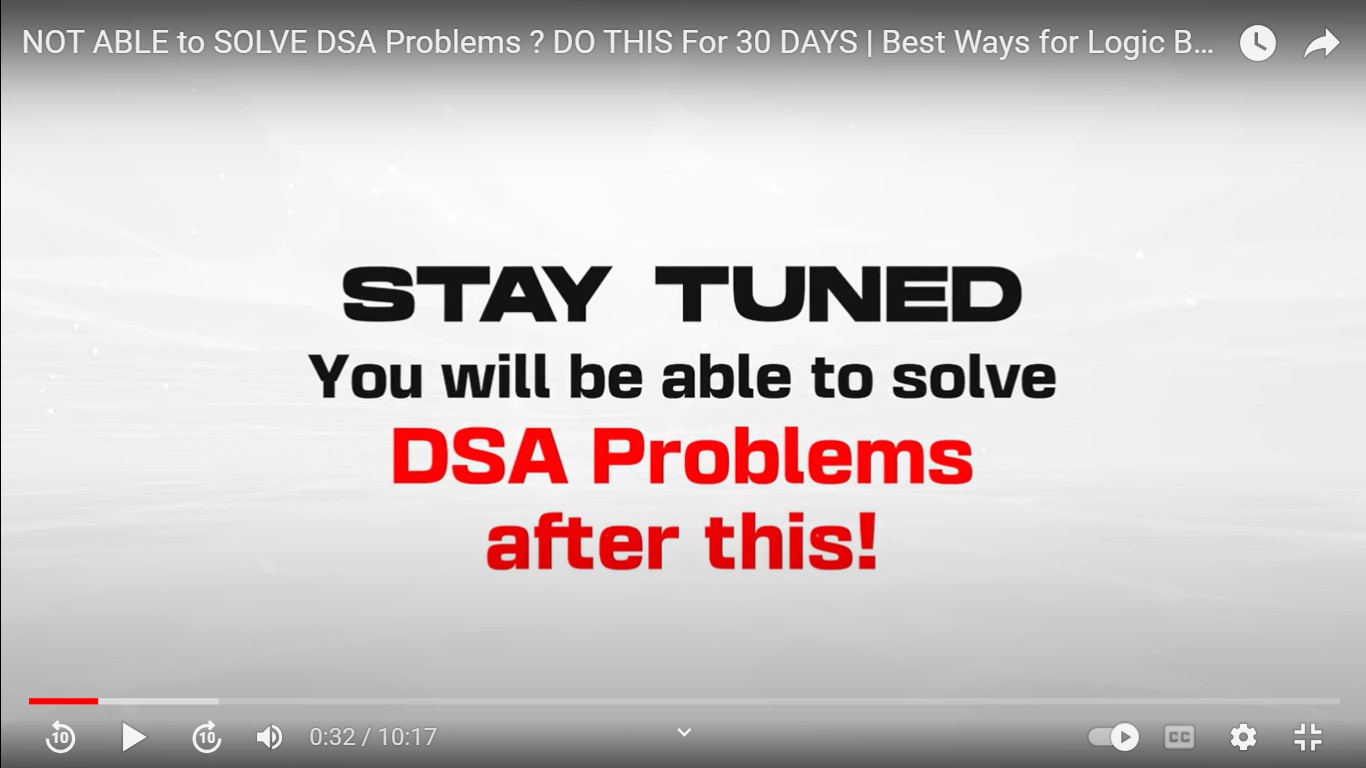 NOT ABLE to SOLVE DSA Problems ? DO THIS For 30 DAYS | Best Ways for Logic B...
STAY TUNED
You will be able to solve
DSA Problems
after this!
10
10
0:32 / 10:17
CC